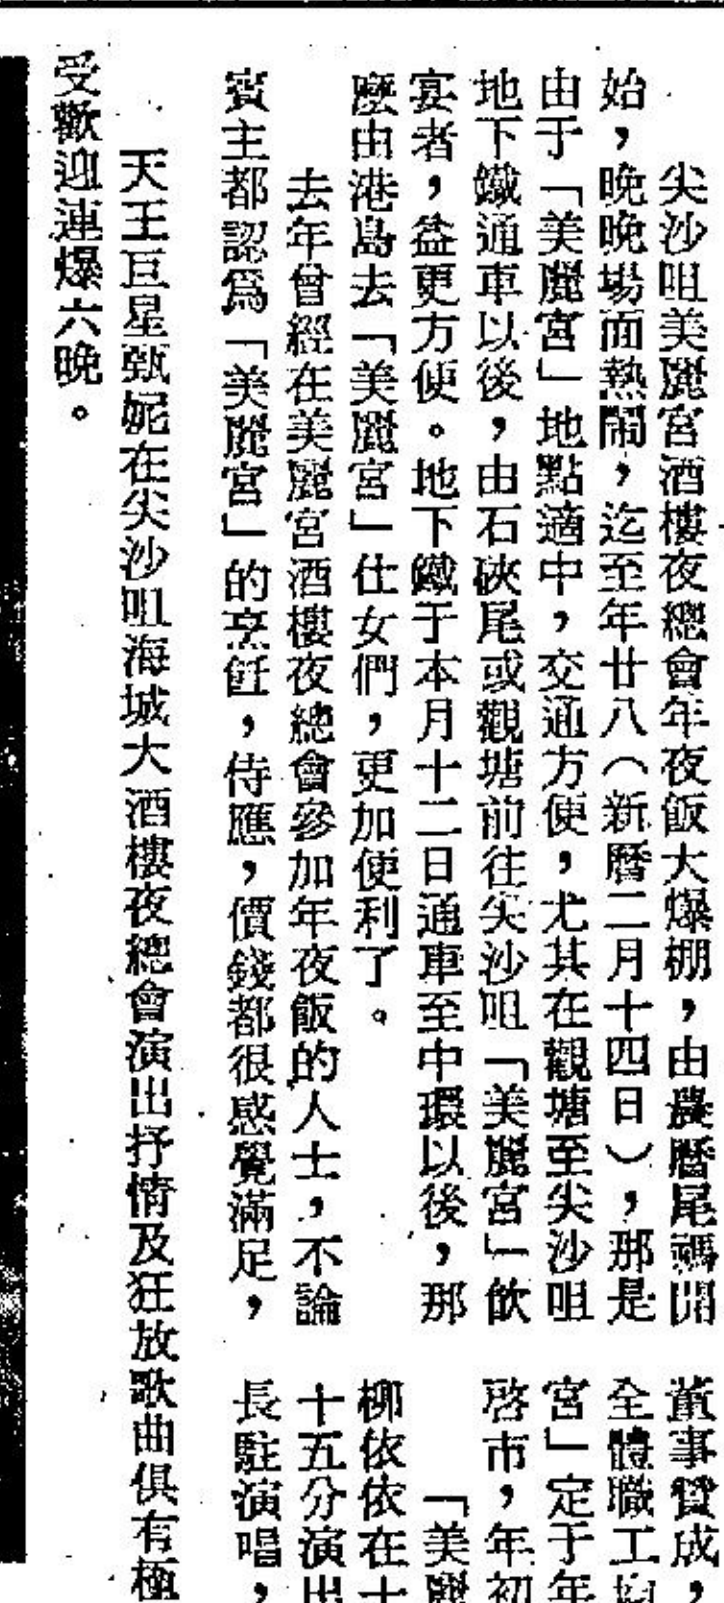 尖沙咀美麗宮酒樓夜總會年夜飯大爆棚，由農曆尾禡開
始，晚晚場面熱鬧，迄至年廿八（新曆二月十四日），那是
由于「美麗宮」地點適中，交通方便，尤其在觀塘至尖沙咀
地下鐵通車以後，由石硤尾或觀塘前往尖沙咀「美麗宮」飲
宴者，益更方便。地下鐵于本月十二日通車至中環以後，那
麼由港島去「美麗宮」仕女們，更加便利了。
去年曾經在美麗宮酒樓夜總會參加年夜飯的人士，不論
賓主都認爲「美麗宮」的烹飪，侍應，價錢都很感覺滿足，
董事贊成，
全體職工
宮」定于年
啓市，年初
「美麗
柳依依在十
十五分演出
長駐演唱，
天王巨星甄妮在尖沙咀海城大酒樓夜總會演出抒情及狂放歌曲俱有極
受歡迎連爆六晚。